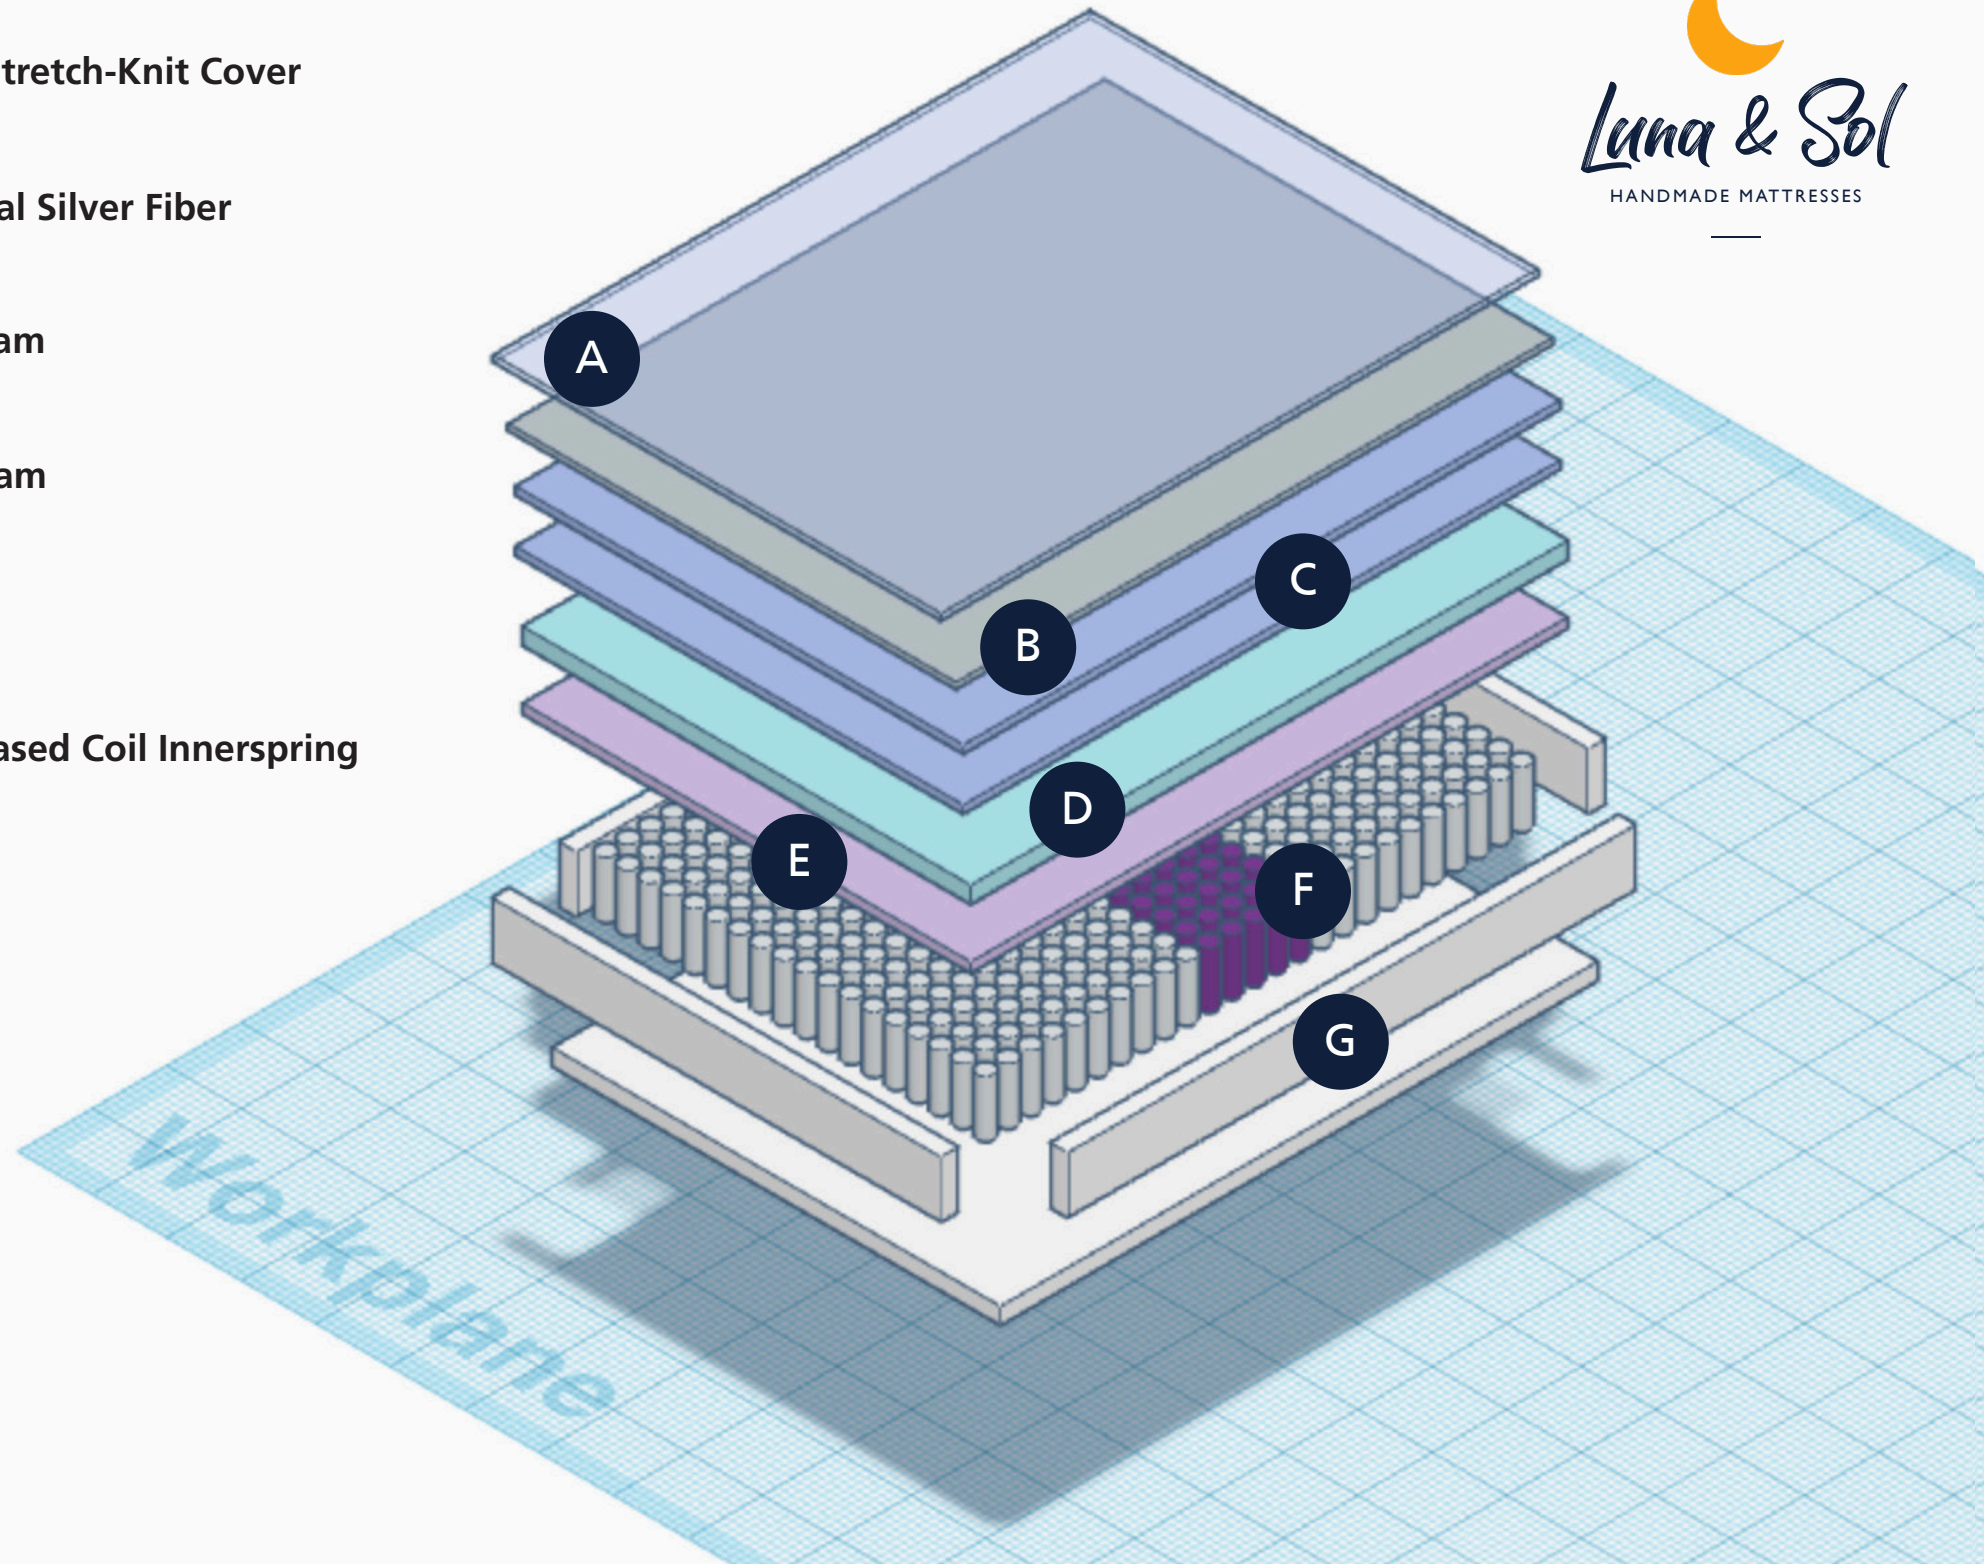 tretch-Knit Cover
al Silver Fiber
am
am
ased Coil Innerspring
Luna & Sol
HANDMADE MATTRESSES
A
B
C
D
E
F
G
Workplane